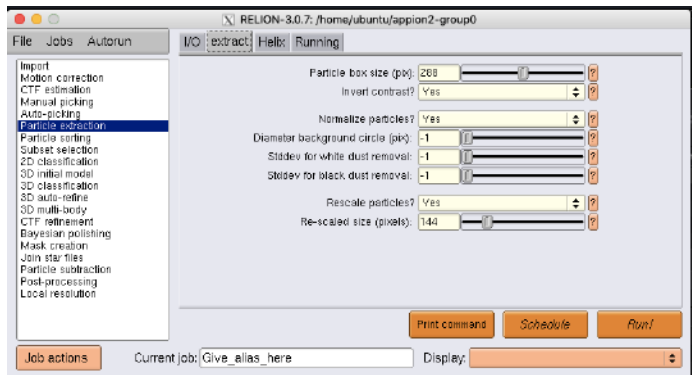 RELION-3.0.7: /home/ubuntu/appion2-group0
File Jobs Autorun
I/O extract Helix Running
Import
Motion correction
CTF estimation
Manual picking
Auto-picking
Particle extraction
Particle sorting
Subset selection
2D classification
3D initial model
3D classification
3D auto-refine
3D multi-body
CTF refinement
Bayesian polishing
Mask creation
Join star files
Particle subtraction
Post-processing
Local resolution
Particle box size (pix): 288 ?
Invert contrast? Yes ?
Normalize particles? Yes ?
Diameter background circle (pix): -1 ?
Stddev for white dust removal: -1 ?
Stddev for black dust removal: -1 ?
Rescale particles? Yes ?
Re-scaled size (pixels): 144 ?
Print command Schedule Run!
Job actions Current job: Give_alias_here Display: